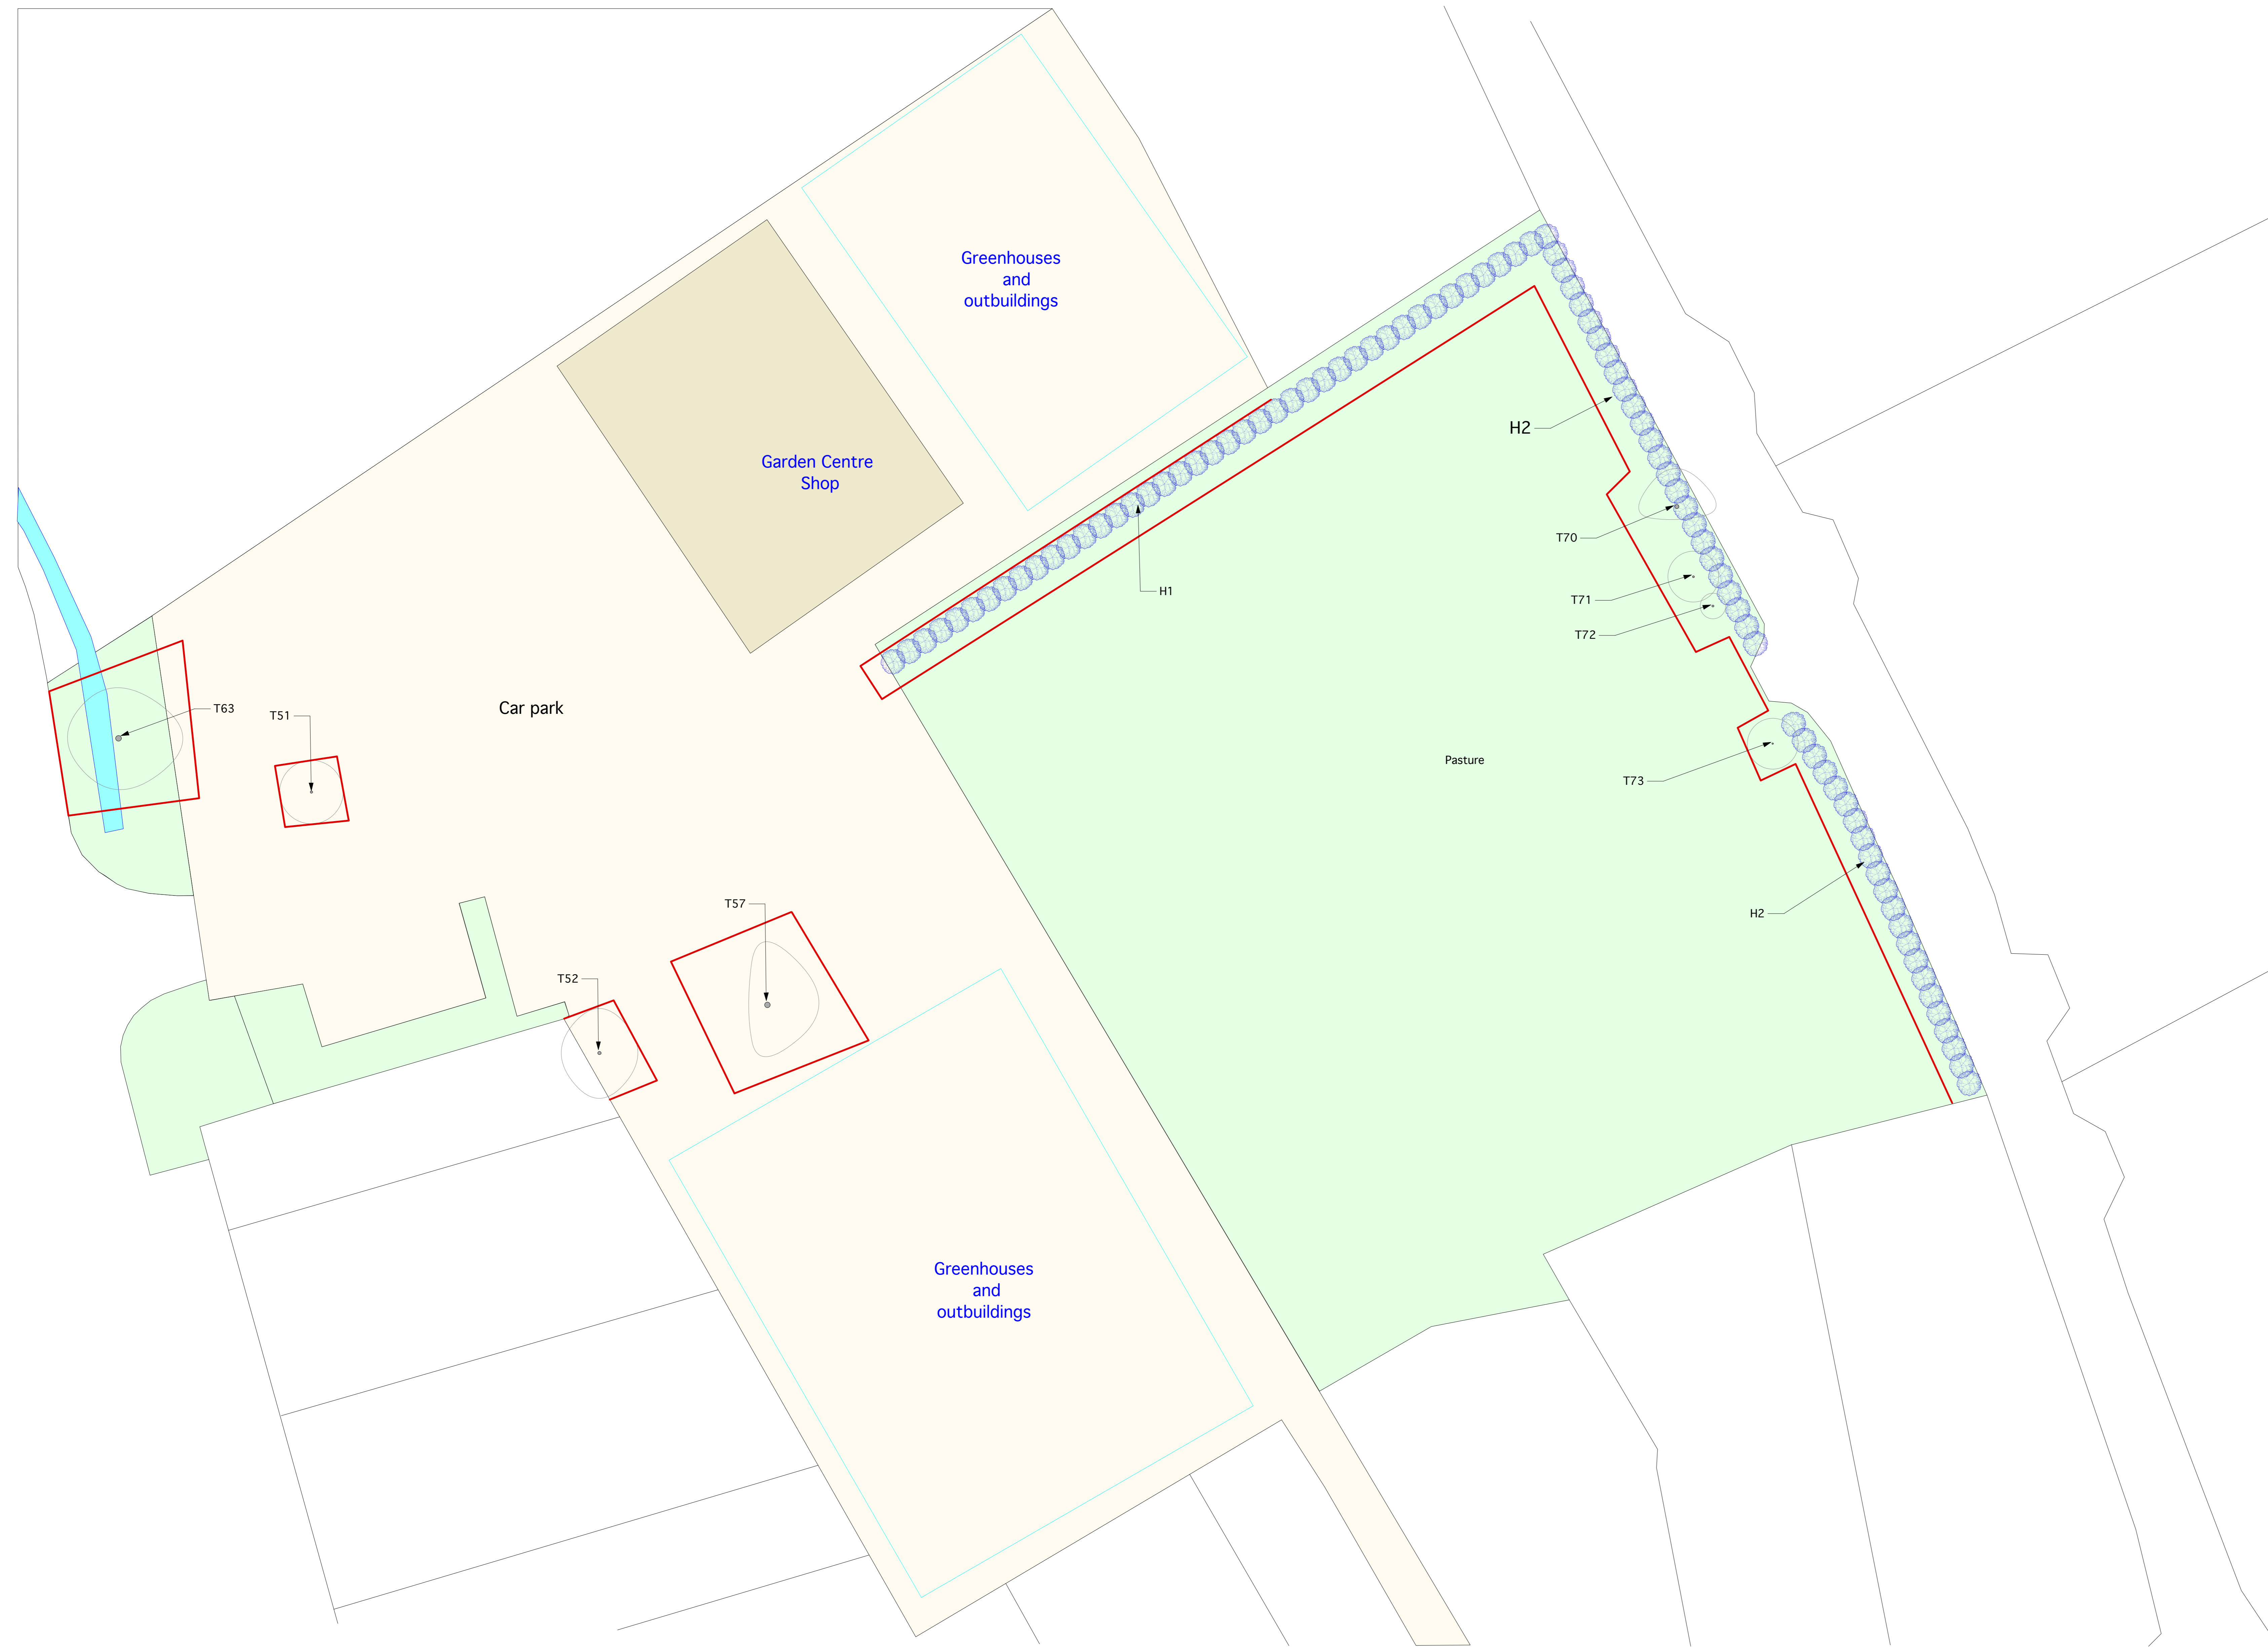 Greenhouses
and
outbuildings
H2
Garden Centre
Shop
T70
H1
T71
T72
Car park
T63
T51
Pasture
T73
T57
H2
T52
Greenhouses
and
outbuildings